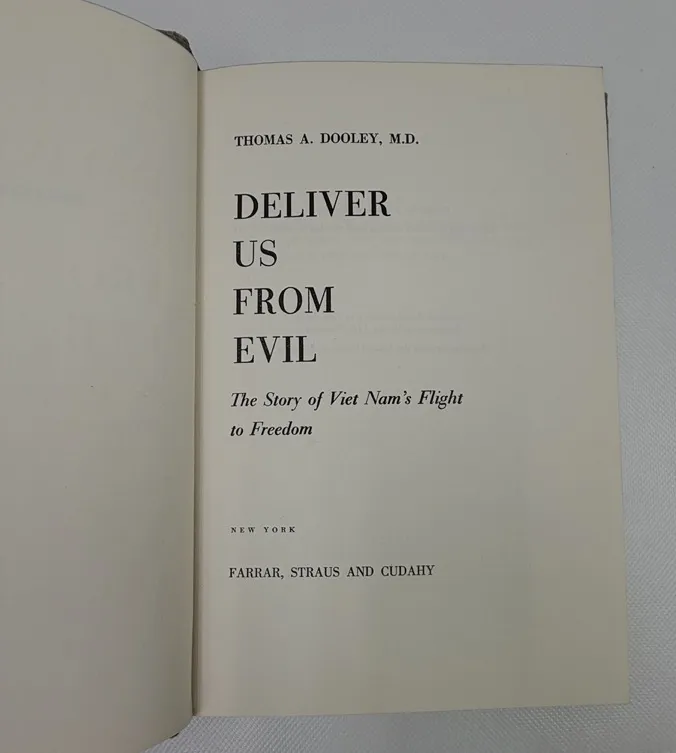 THOMAS A. DOOLEY, M.D.
DELIVER
US
FROM
EVIL
The Story of Viet Nam's Flight
to Freedom
NEW YORK
FARRAR, STRAUS AND CUDAHY